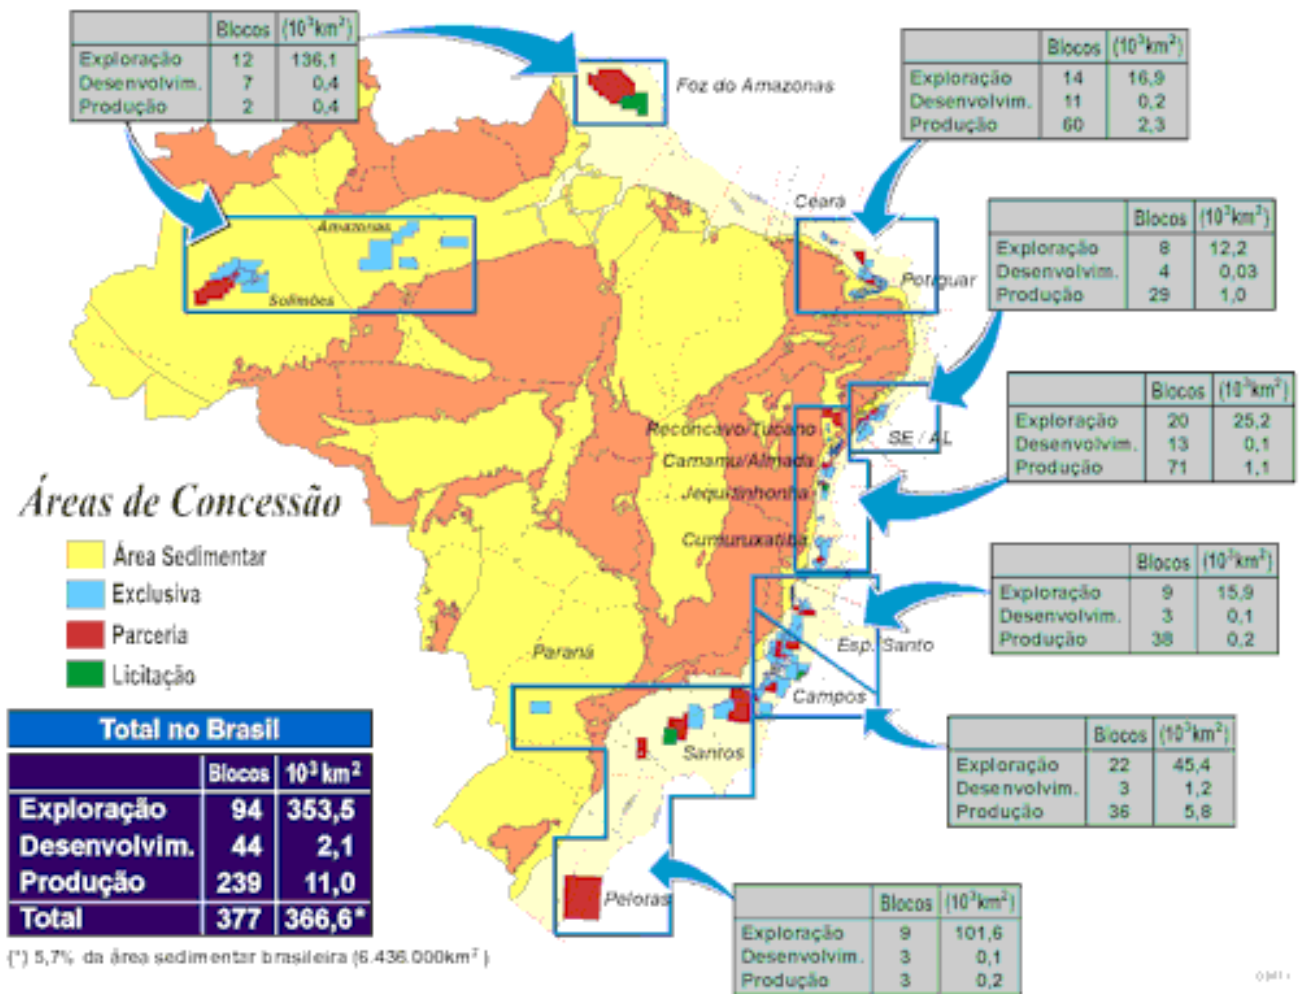 Blocos (10³km²)
Exploração 12 136,1
Desenvolvim. 7 0,4
Produção 2 0,4
Foz do Amazonas
Blocos (10³km²)
Exploração 14 16,9
Desenvolvim. 11 0,2
Produção 60 2,3
Ceará
Amazonas
Solimões
Potiguar
Blocos (10³km²)
Exploração 8 12,2
Desenvolvim. 4 0,03
Produção 29 1,0
Blocos (10³km²)
Exploração 20 25,2
Desenvolvim. 13 0,1
Produção 71 1,1
Recôncavo/Tucano
SE / AL
Camamu/Almada
Jequitinhonha
Cumuruxatiba
Áreas de Concessão
Área Sedimentar
Exclusiva
Parceria
Licitação
Blocos (10³km²)
Exploração 9 15,9
Desenvolvim. 3 0,1
Produção 38 0,2
Paraná
Esp. Santo
Campos
Santos
Blocos (10³km²)
Exploração 22 45,4
Desenvolvim. 3 1,2
Produção 36 5,8
Total no Brasil
Blocos 10³ km²
Exploração 94 353,5
Desenvolvim. 44 2,1
Produção 239 11,0
Total 377 366,6*
(*) 5,7% da área sedimentar brasileira (6.436.000km²)
Pelotas
Blocos (10³km²)
Exploração 9 101,6
Desenvolvim. 3 0,1
Produção 3 0,2